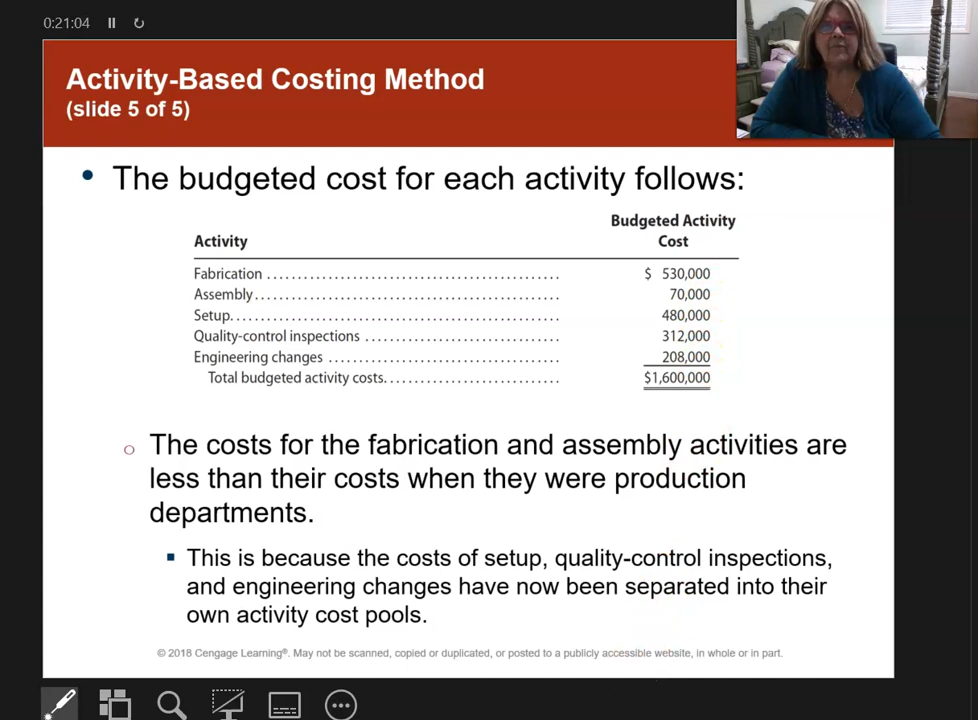 0:21:04
Activity-Based Costing Method
(slide 5 of 5)
• The budgeted cost for each activity follows:
Budgeted Activity
Activity Cost
Fabrication $ 530,000
Assembly 70,000
Setup 480,000
Quality-control inspections 312,000
Engineering changes 208,000
Total budgeted activity costs $1,600,000
The costs for the fabrication and assembly activities are
less than their costs when they were production
departments.
This is because the costs of setup, quality-control inspections,
and engineering changes have now been separated into their
own activity cost pools.
© 2018 Cengage Learning®. May not be scanned, copied or duplicated, or posted to a publicly accessible website, in whole or in part.